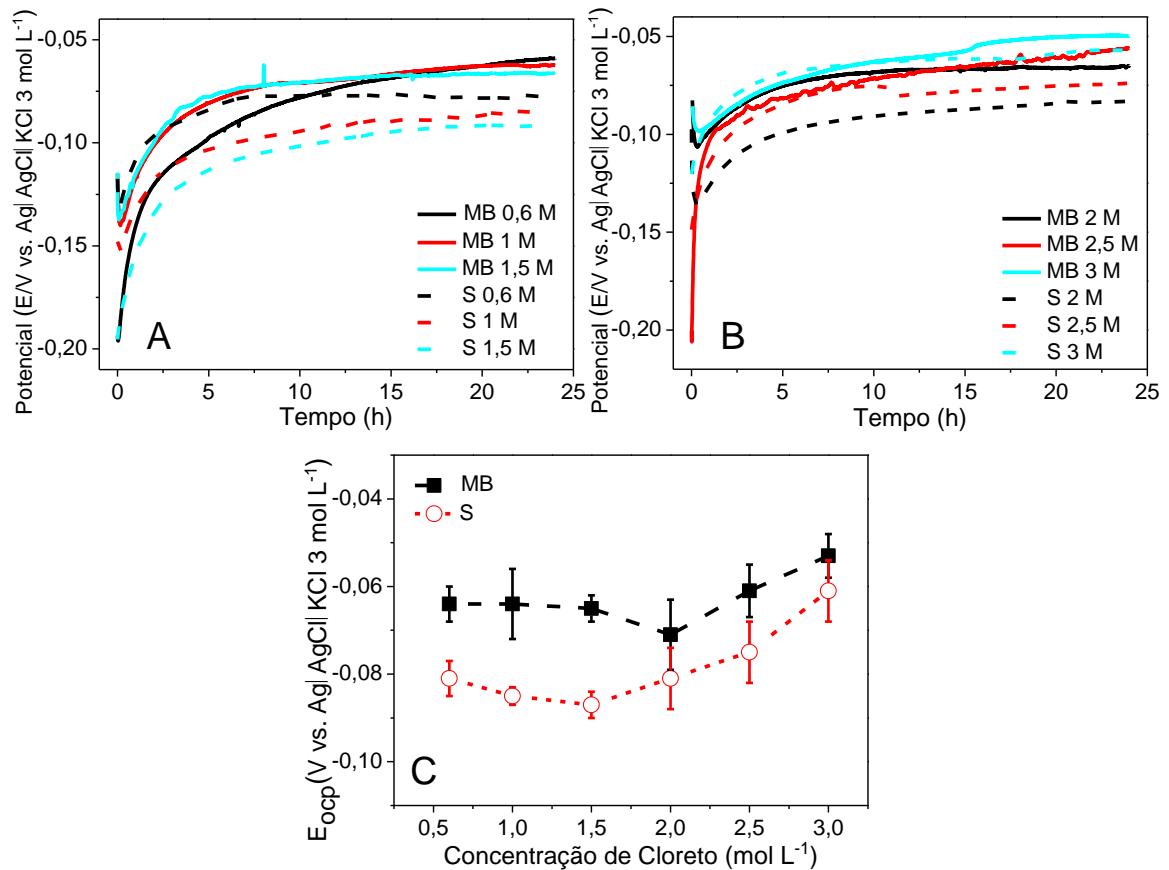 Potencial (E/V vs. Ag| AgCl| KCl 3 mol L-1)
-0,05
-0,10
-0,15
-0,20
A
MB 0,6 M
MB 1 M
MB 1,5 M
S 0,6 M
S 1 M
S 1,5 M
0 5 10 15 20 25
Tempo (h)
Potencial (E/V vs. Ag| AgCl| KCl 3 mol L-1)
-0,05
-0,10
-0,15
-0,20
B
MB 2 M
MB 2,5 M
MB 3 M
S 2 M
S 2,5 M
S 3 M
0 5 10 15 20 25
Tempo (h)
Eocp(V vs. Ag| AgCl| KCl 3 mol L-1)
-0,04
-0,06
-0,08
-0,10
MB
S
C
0,5 1,0 1,5 2,0 2,5 3,0
Concentração de Cloreto (mol L-1)